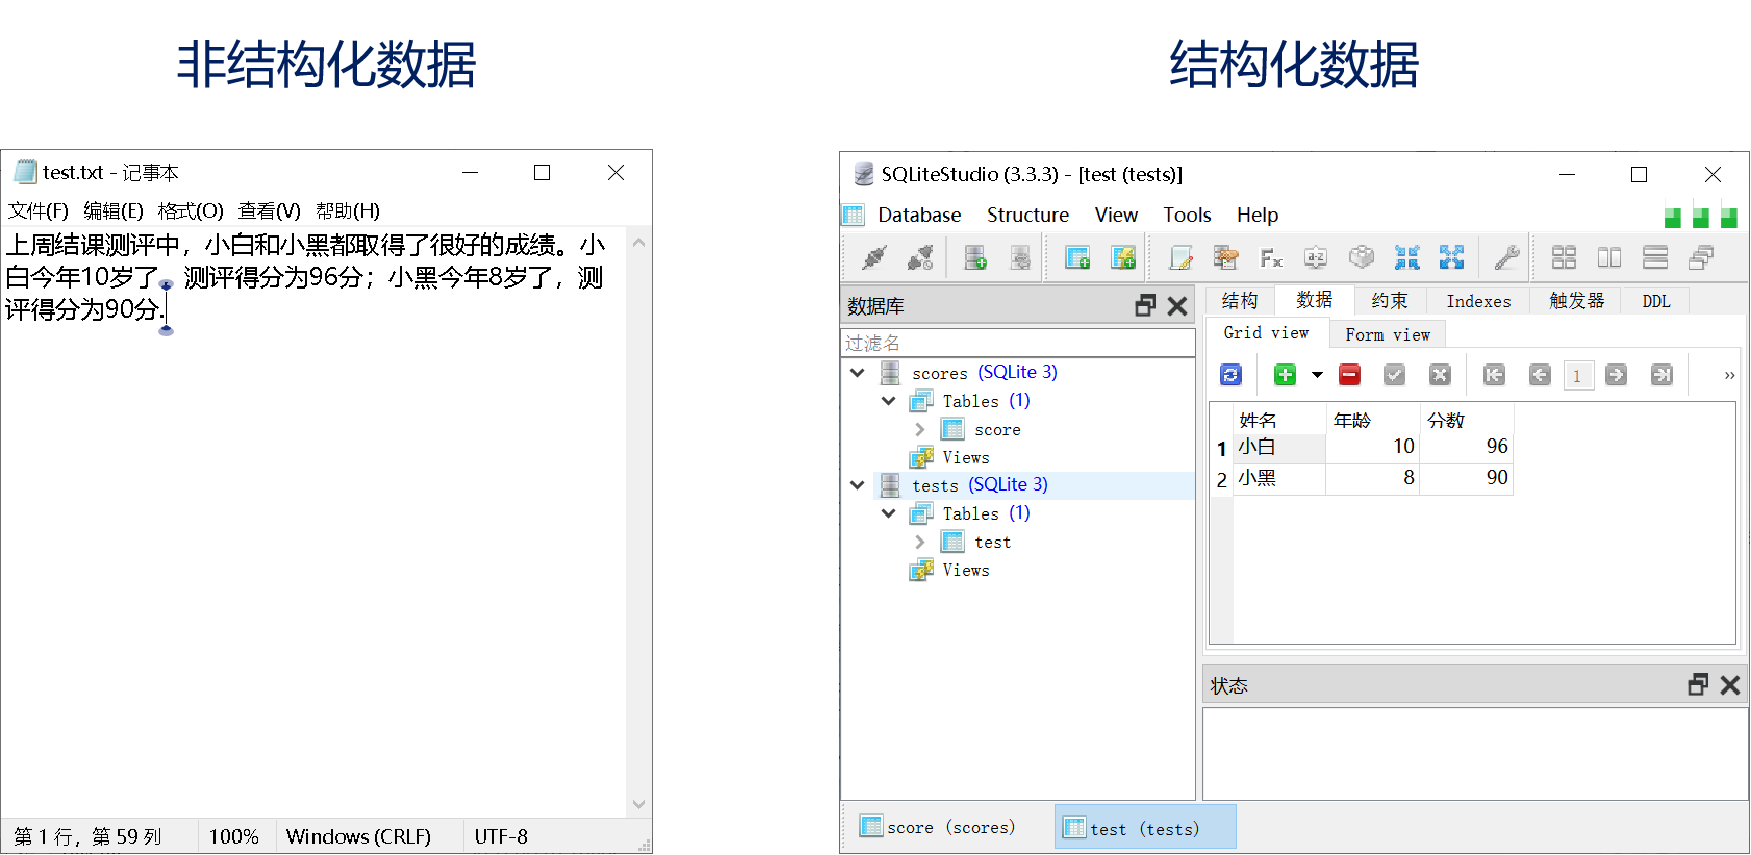 非结构化数据
结构化数据
test.txt - 记事本
文件(F) 编辑(E) 格式(O) 查看(V) 帮助(H)
上周结课测评中，小白和小黑都取得了很好的成绩。小
白今年10岁了 测评得分为96分；小黑今年8岁了，测
评得分为90分.
第 1 行，第 59 列 100% Windows (CRLF) UTF-8
SQLiteStudio (3.3.3) - [test (tests)]
Database Structure View Tools Help
数据库
过滤名
scores (SQLite 3)
Tables (1)
score
Views
tests (SQLite 3)
Tables (1)
test
Views
结构 数据 约束 Indexes 触发器 DDL
Grid view Form view
1
姓名 年龄 分数
1 小白 10 96
2 小黑 8 90
状态
score (scores) test (tests)